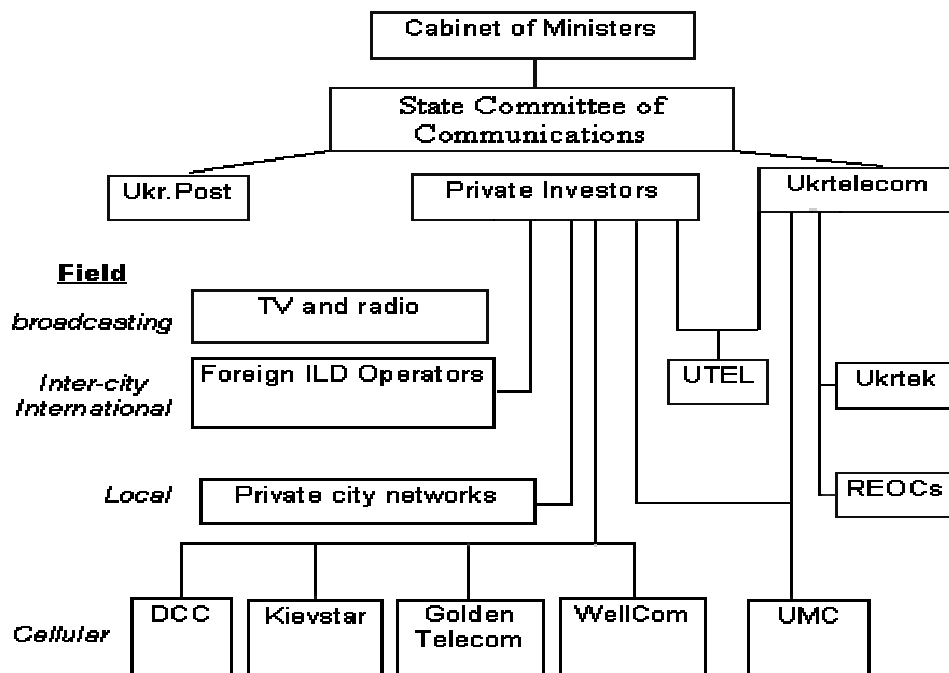 Cabinet of Ministers
State Committee of
Communications
Ukr.Post
Private Investors
Ukrtelecom
Field
broadcasting
TV and radio
Inter-city
International
Foreign ILD Operators
UTEL
Ukrtek
Local
Private city networks
REOCs
Cellular
DCC
Kievstar
Golden
Telecom
WellCom
UMC